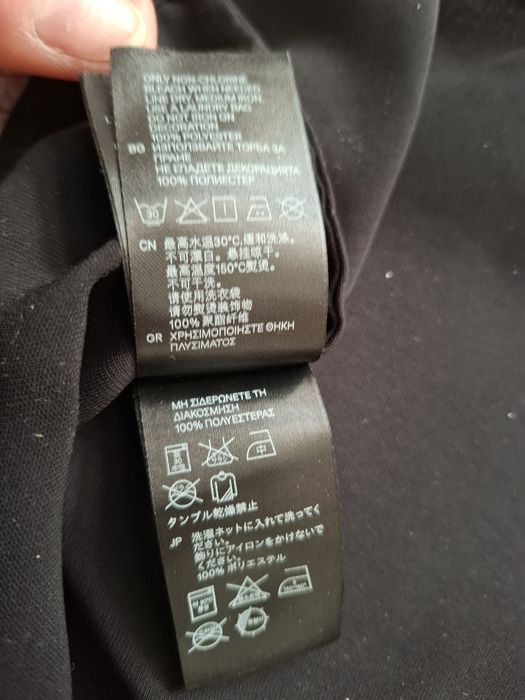 ONLY NON-CHLORINE
BLEACH WHEN NEEDED
LINE DRY MEDIUM IRON
USE A LAUNDRY BAG
DO NOT IRON ON
DECORATION
100% POLYESTER
BG ИЗПОЛЗВАЙТЕ ТОРБА ЗА
ПРАНЕ
НЕ ГЛАДЕТЕ ДЕКОРАЦИЯТА
100% ПОЛИЕСТЕР
30
CN 最高水温30℃,缓和洗涤.
不可漂白。悬挂晾干。
最高温度150℃熨烫。
不可干洗。
请使用洗衣袋
请勿熨烫装饰物
100% 聚酯纤维
GR ΧΡΗΣΙΜΟΠΟΙΗΣΤΕ ΘΗΚΗ
ΠΛΥΣΙΜΑΤΟΣ
ΜΗ ΣΙΔΕΡΩΝΕΤΕ ΤΗ
ΔΙΑΚΟΣΜΗΣΗ
100% ΠΟΛΥΕΣΤΕΡΑΣ
中
タンブル乾燥禁止
JP 洗濯ネットに入れて洗ってく
ださい。
飾りにアイロンをかけないで
ください。
100% ポリエステル